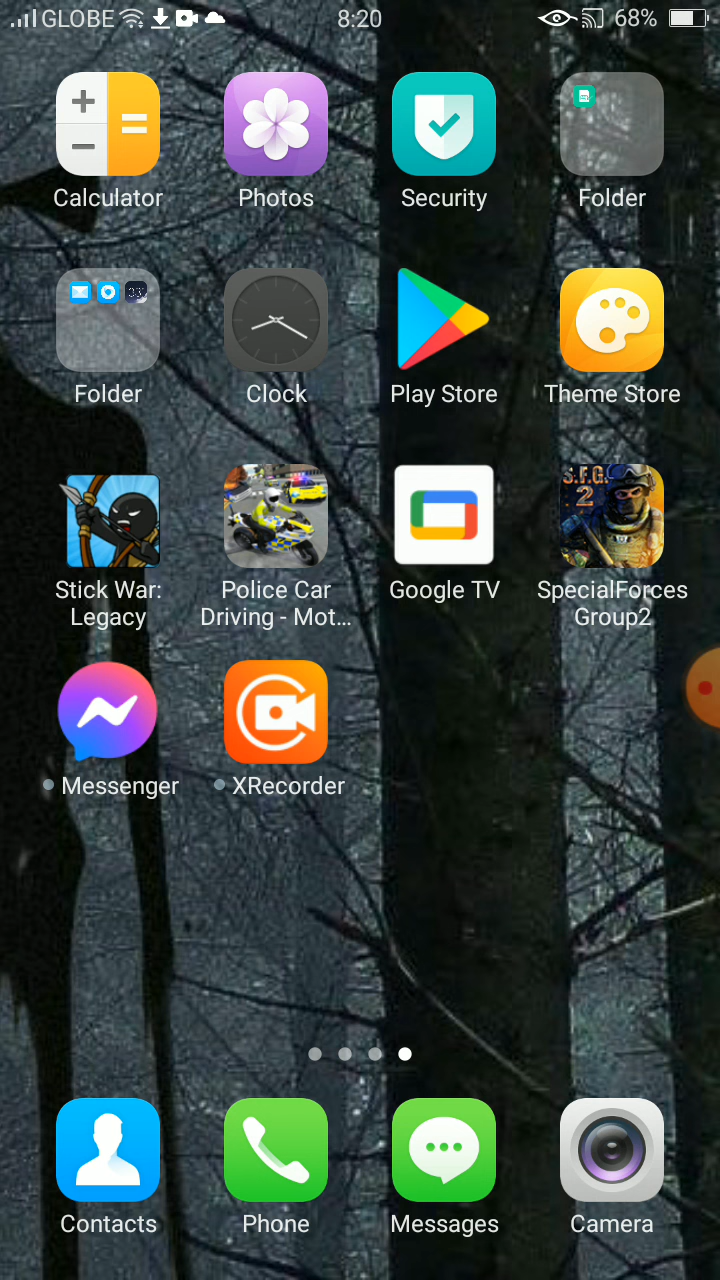 GLOBE 8:20 68%
Calculator Photos Security Folder
Folder Clock Play Store Theme Store
S.F.G.
2
Stick War: Legacy
Police Car Driving - Mot...
Google TV
SpecialForces Group2
Messenger XRecorder
Contacts Phone Messages Camera